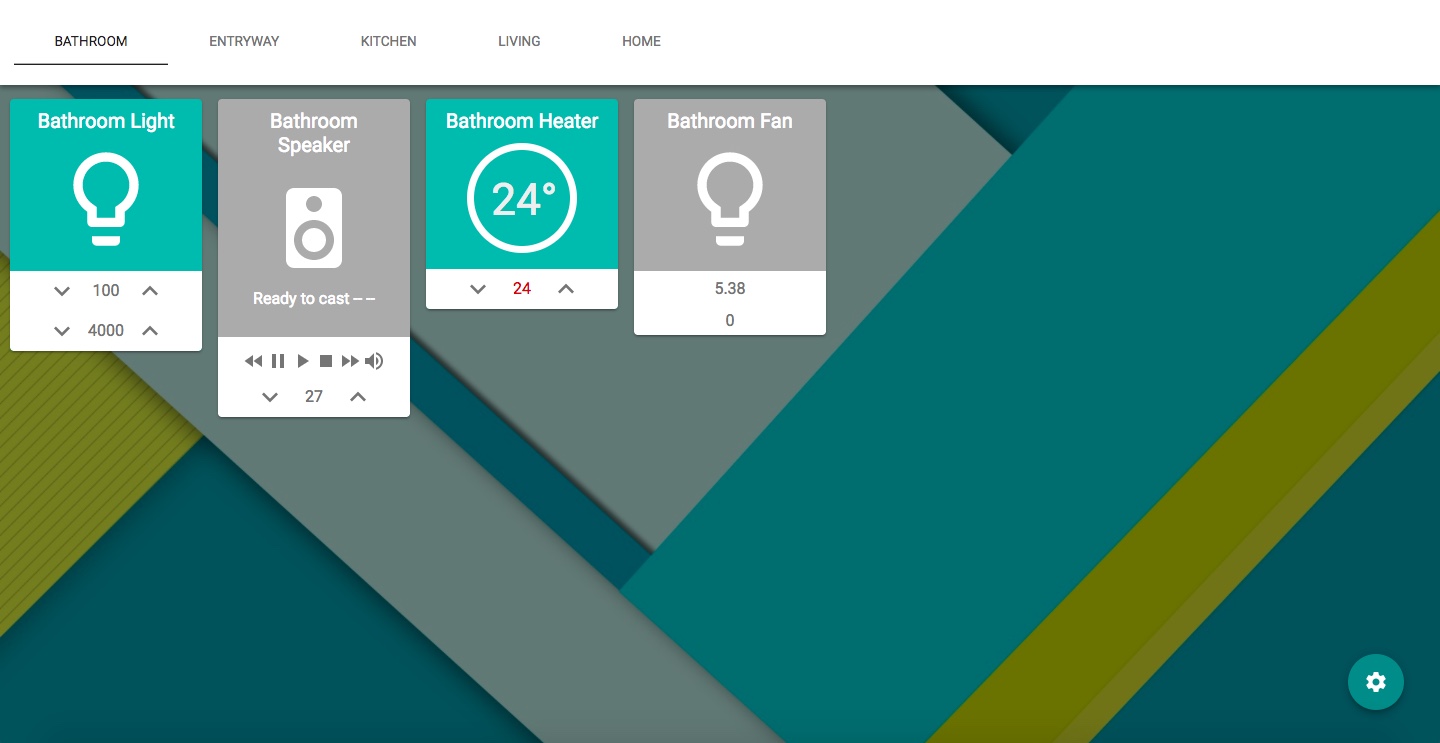 BATHROOM
ENTRYWAY
KITCHEN
LIVING
HOME
Bathroom Light
100
4000
Bathroom
Speaker
Ready to cast – –
27
Bathroom Heater
24°
24
Bathroom Fan
5.38
0